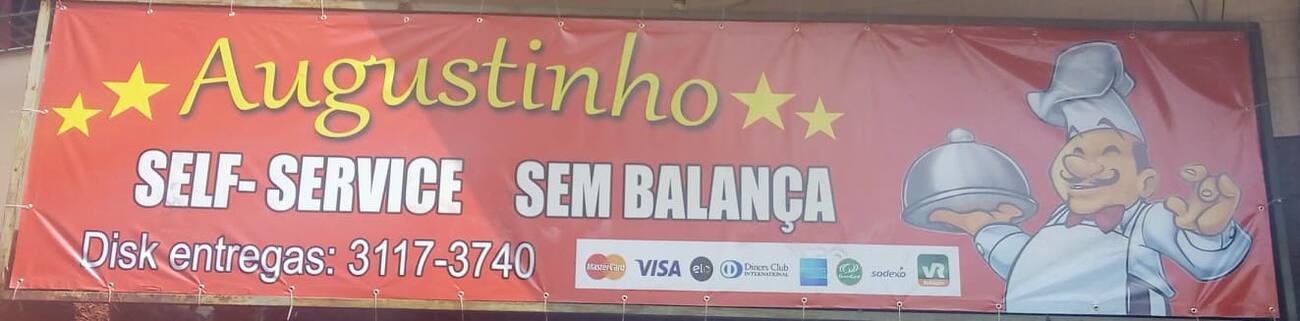 Augustinho
SELF- SERVICE SEM BALANÇA
Disk entregas: 3117-3740
MasterCard VISA elo Diners Club INTERNATIONAL sodexo VR